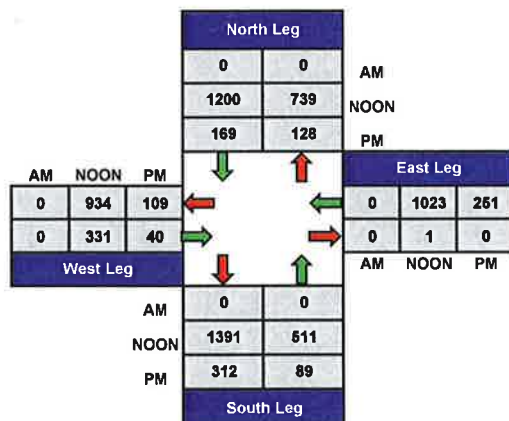 North Leg
0 0 AM
1200 739 NOON
169 128 PM
AM NOON PM East Leg
0 934 109 0 1023 251
0 331 40 0 1 0
West Leg AM NOON PM
AM 0 0
NOON 1391 511
PM 312 89
South Leg